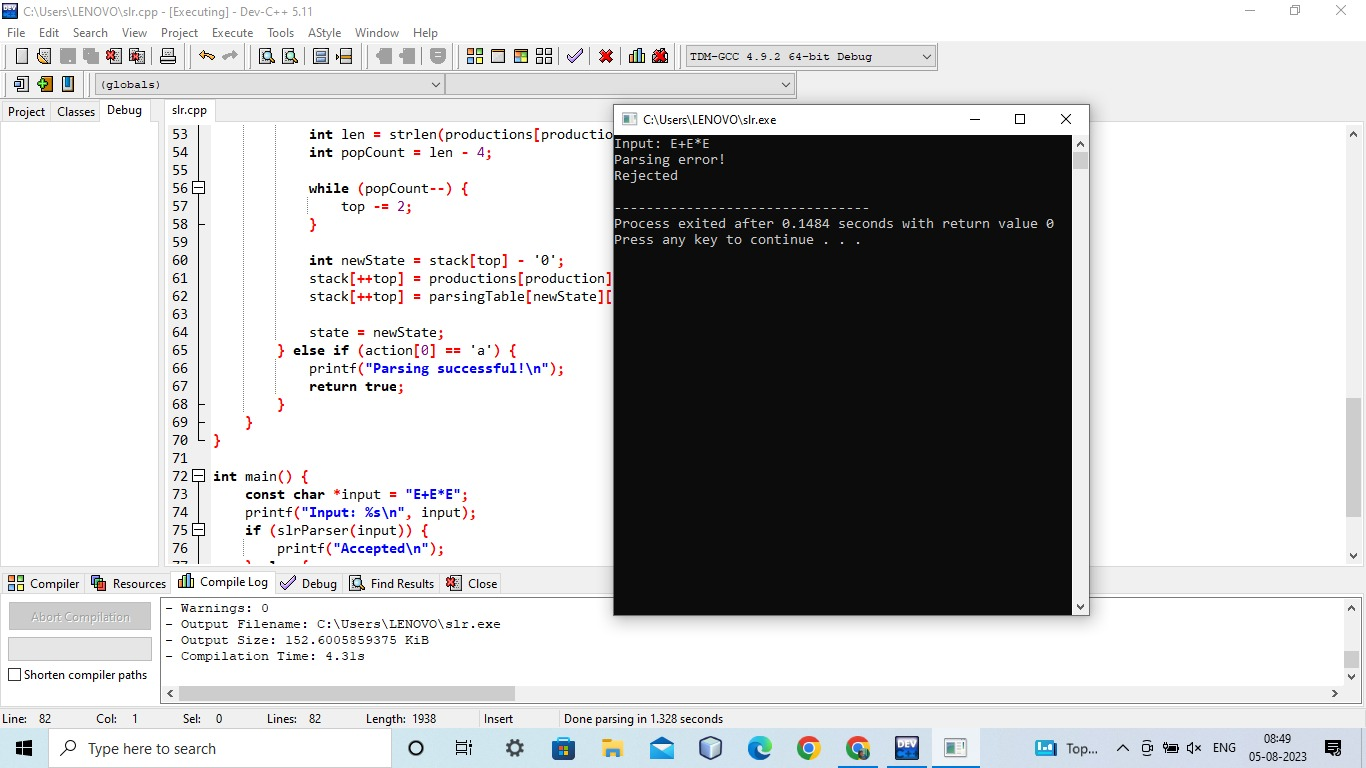 C:\Users\LENOVO\slr.cpp - [Executing] - Dev-C++ 5.11
File Edit Search View Project Execute Tools AStyle Window Help
TDM-GCC 4.9.2 64-bit Debug
(globals)
Project Classes Debug
slr.cpp
53 int len = strlen(productions[productio
54 int popCount = len - 4;
55
56 while (popCount--) {
57 top -= 2;
58 }
59
60 int newState = stack[top] - '0';
61 stack[++top] = productions[production]
62 stack[++top] = parsingTable[newState][
63
64 state = newState;
65 } else if (action[0] == 'a') {
66 printf("Parsing successful!\n");
67 return true;
68 }
69 }
70 }
71
72 int main() {
73 const char *input = "E+E*E";
74 printf("Input: %s\n", input);
75 if (slrParser(input)) {
76 printf("Accepted\n");
C:\Users\LENOVO\slr.exe
Input: E+E*E
Parsing error!
Rejected
--------------------------------
Process exited after 0.1484 seconds with return value 0
Press any key to continue . . .
Compiler Resources Compile Log Debug Find Results Close
Abort Compilation
Shorten compiler paths
- Warnings: 0
- Output Filename: C:\Users\LENOVO\slr.exe
- Output Size: 152.6005859375 KiB
- Compilation Time: 4.31s
Line: 82 Col: 1 Sel: 0 Lines: 82 Length: 1938 Insert Done parsing in 1.328 seconds
Type here to search
DEV
Top...
ENG
08:49
05-08-2023